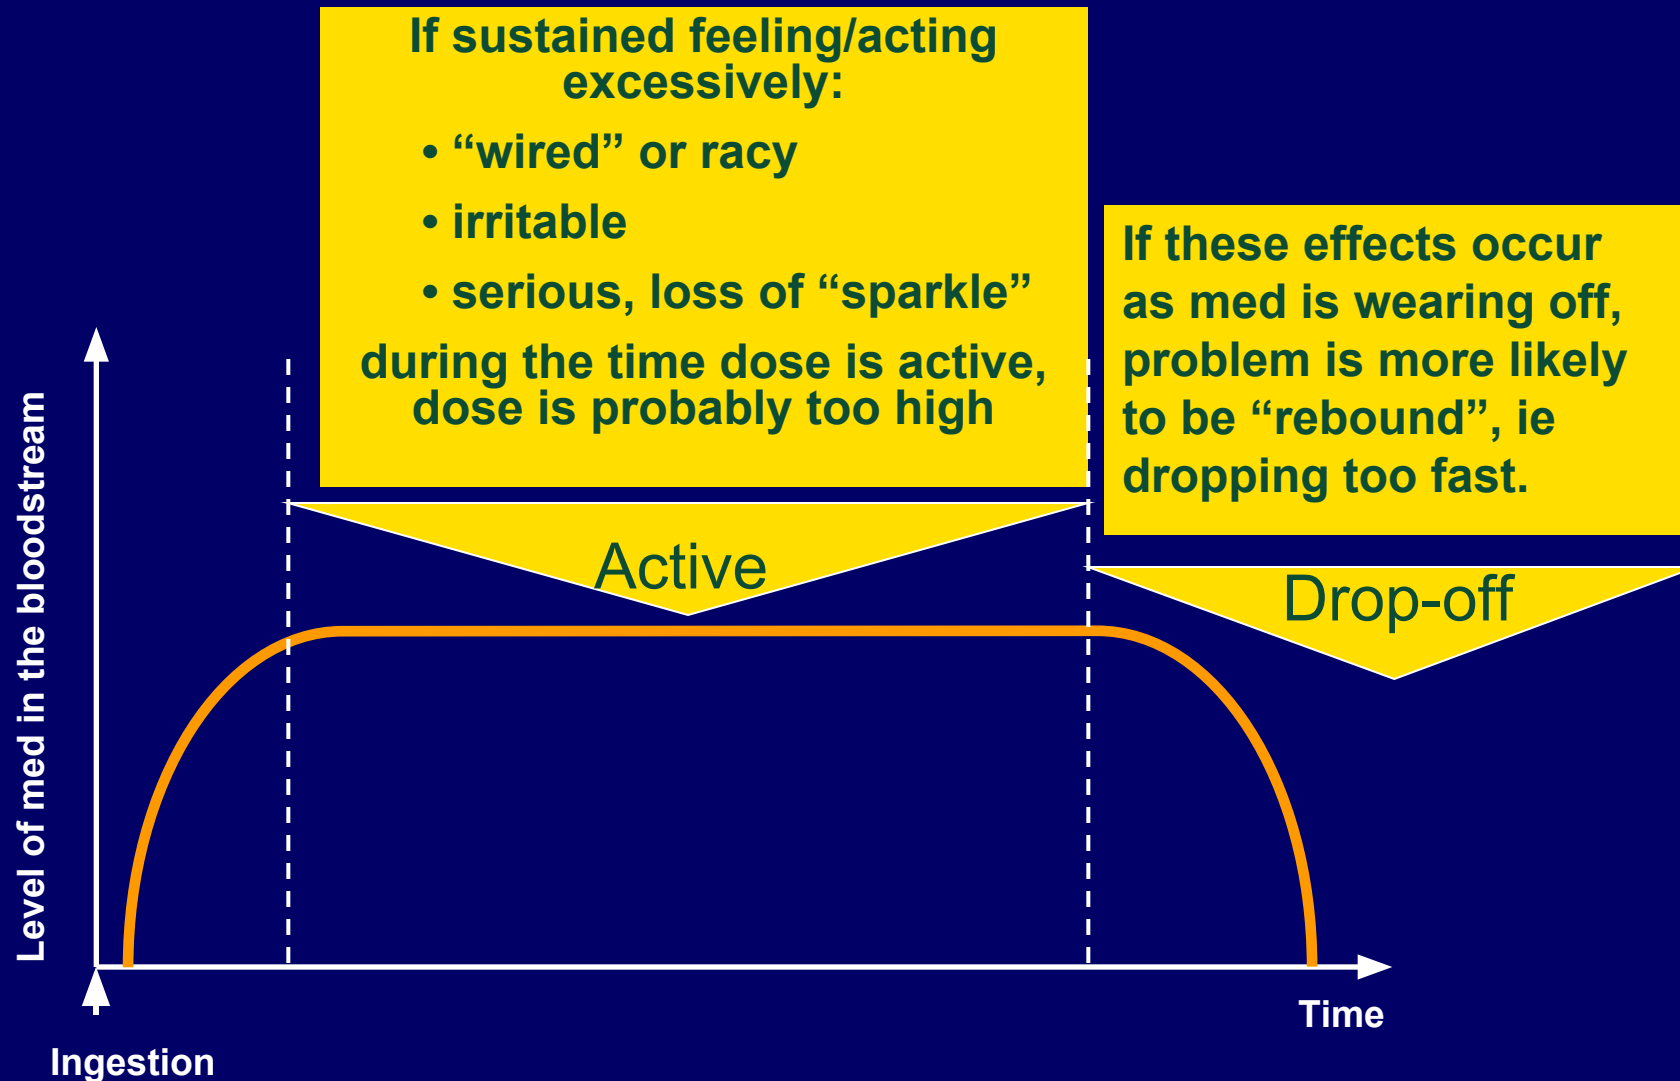 If sustained feeling/acting
excessively:
• “wired” or racy
• irritable
• serious, loss of “sparkle”
during the time dose is active,
dose is probably too high
If these effects occur
as med is wearing off,
problem is more likely
to be “rebound”, ie
dropping too fast.
Active
Drop-off
Level of med in the bloodstream
Time
Ingestion